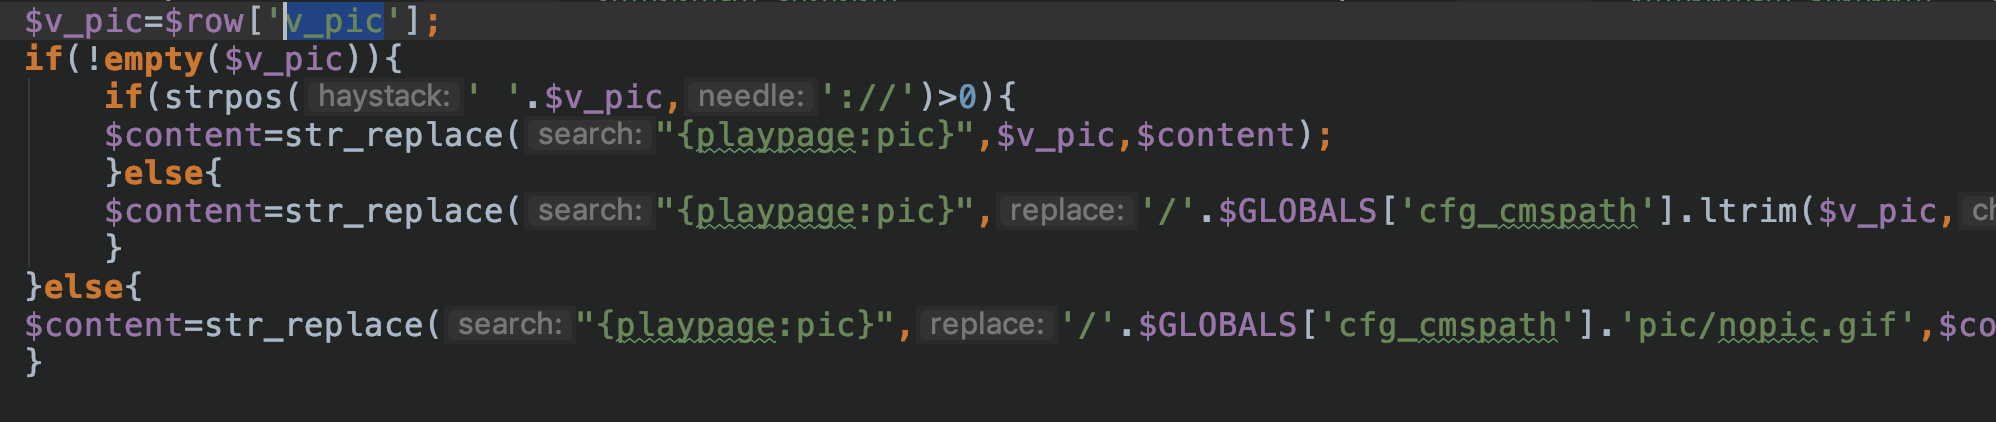 $v_pic=$row['v_pic'];
if(!empty($v_pic)){
if(strpos( haystack: ' '.$v_pic, needle: '://')>0){
$content=str_replace( search: "{playpage:pic}",$v_pic,$content);
}else{
$content=str_replace( search: "{playpage:pic}", replace: '/'.$GLOBALS['cfg_cmspath'].ltrim($v_pic,
}
}else{
$content=str_replace( search: "{playpage:pic}", replace: '/'.$GLOBALS['cfg_cmspath'].'pic/nopic.gif',$co
}